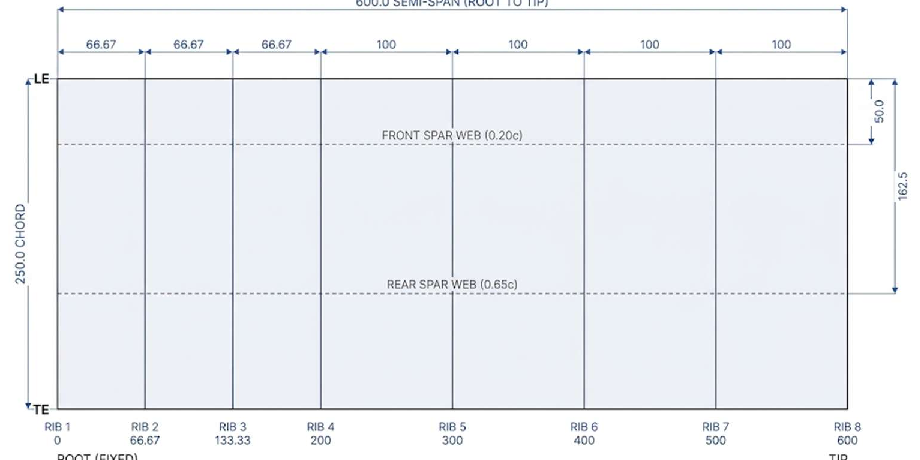 600.0 SEMI-SPAN (ROOT TO TIP)
66.67 66.67 66.67 100 100 100 100
LE
50.0
FRONT SPAR WEB (0.20c)
162.5
250.0 CHORD
REAR SPAR WEB (0.65c)
TE
RIB 1 RIB 2 RIB 3 RIB 4 RIB 5 RIB 6 RIB 7 RIB 8
0 66.67 133.33 200 300 400 500 600
ROOT (FIXED) TIP